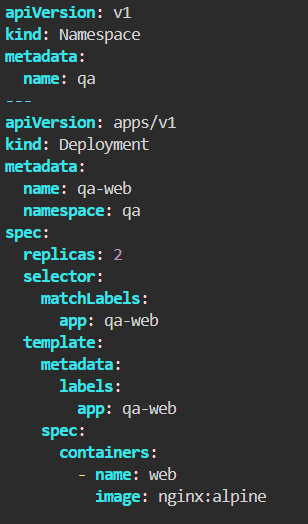 apiVersion: v1
kind: Namespace
metadata:
  name: qa
---
apiVersion: apps/v1
kind: Deployment
metadata:
  name: qa-web
  namespace: qa
spec:
  replicas: 2
  selector:
    matchLabels:
      app: qa-web
  template:
    metadata:
      labels:
        app: qa-web
    spec:
      containers:
        - name: web
          image: nginx:alpine